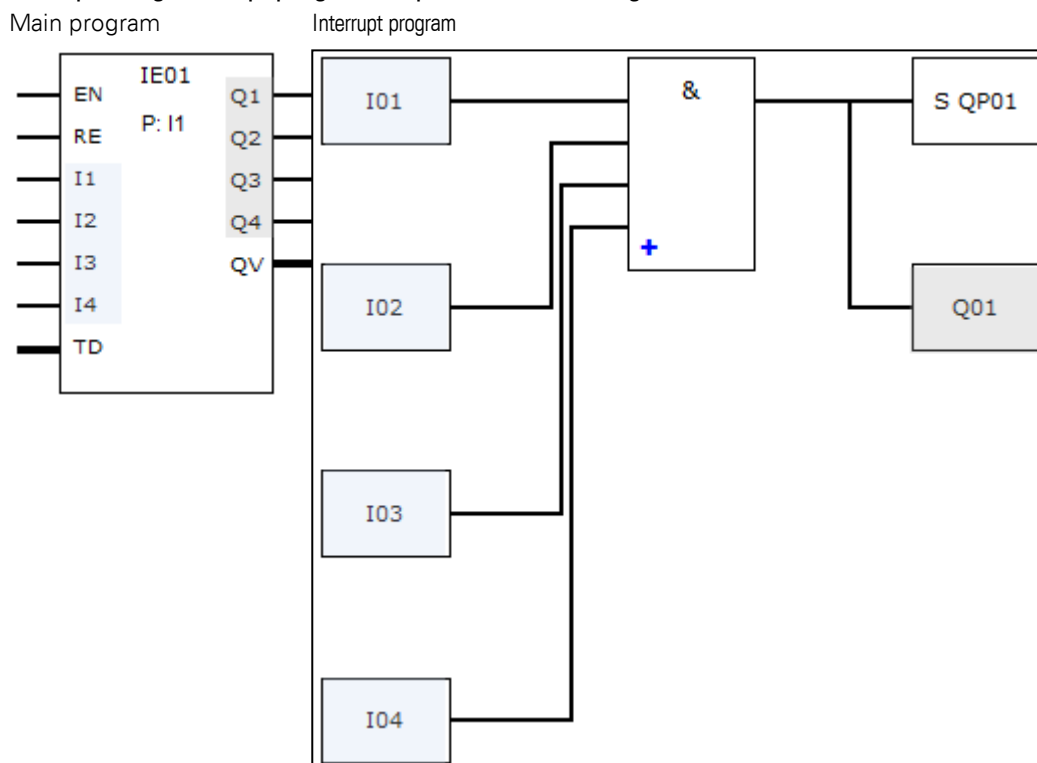 Main program
Interrupt program
IE01
P: I1
EN
RE
I1
I2
I3
I4
TD
Q1
Q2
Q3
Q4
QV
I01
I02
I03
I04
&
+
S QP01
Q01